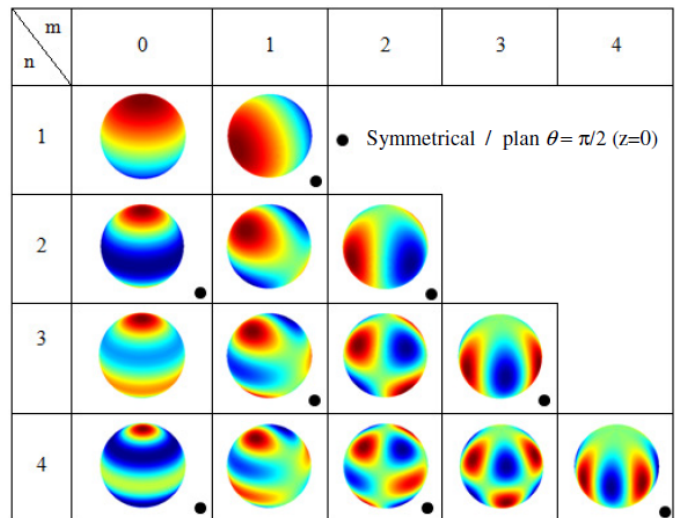 m
n
0 1 2 3 4
1
● Symmetrical / plan θ = π/2 (z=0)
2
3
4